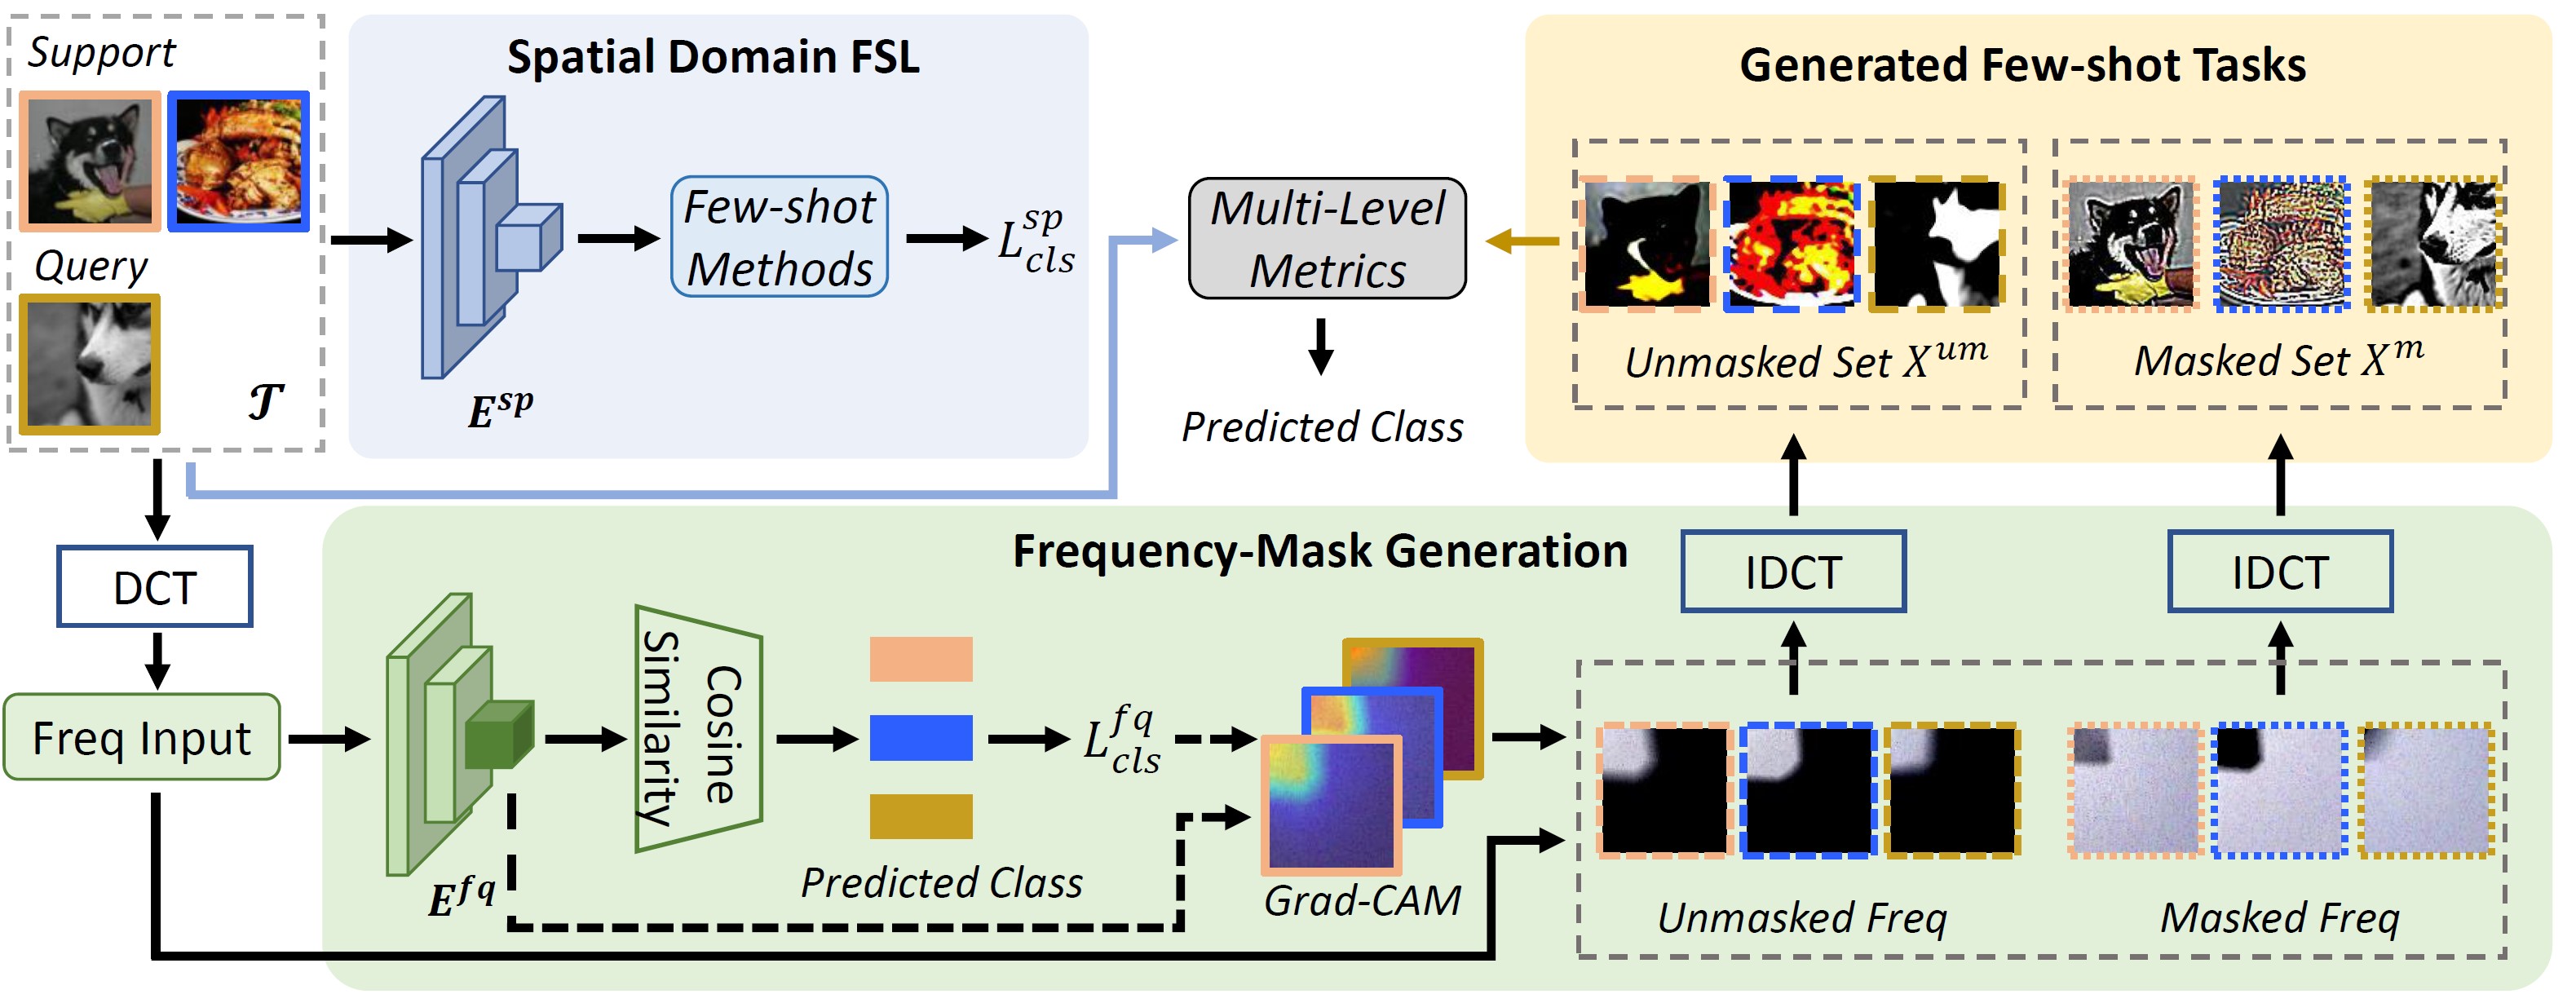 Support
Query
𝒯
Spatial Domain FSL
E^{sp}
Few-shot
Methods
L_{cls}^{sp}
Multi-Level
Metrics
Predicted Class
Generated Few-shot Tasks
Unmasked Set X^{um}
Masked Set X^{m}
DCT
Freq Input
Frequency-Mask Generation
E^{fq}
Cosine
Similarity
Predicted Class
L_{cls}^{fq}
Grad-CAM
IDCT
IDCT
Unmasked Freq
Masked Freq